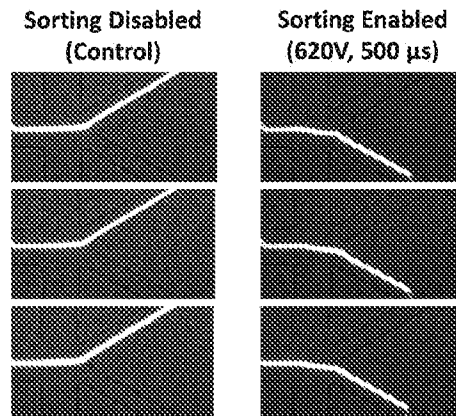 Sorting Disabled
(Control)
Sorting Enabled
(620V, 500 µs)